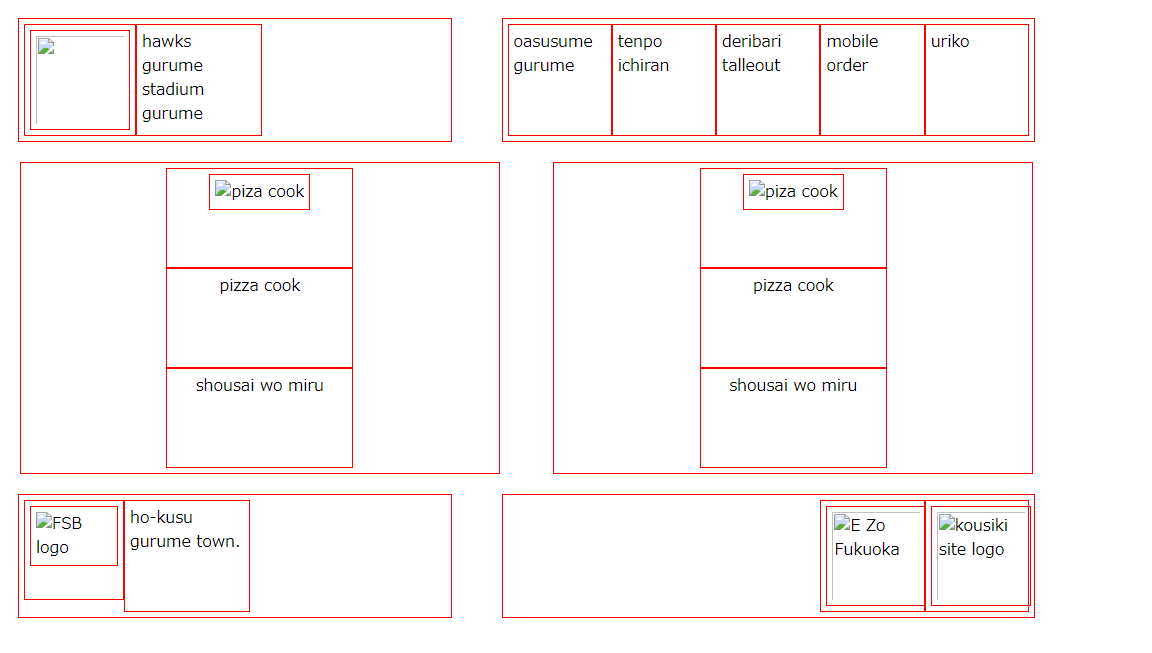 hawks
gurume
stadium
gurume
oasusume
gurume
tenpo
ichiran
deribari
talleout
mobile
order
uriko
piza cook
pizza cook
shousai wo miru
piza cook
pizza cook
shousai wo miru
FSB
logo
ho-kusu
gurume town.
E Zo
Fukuoka
kousiki
site logo